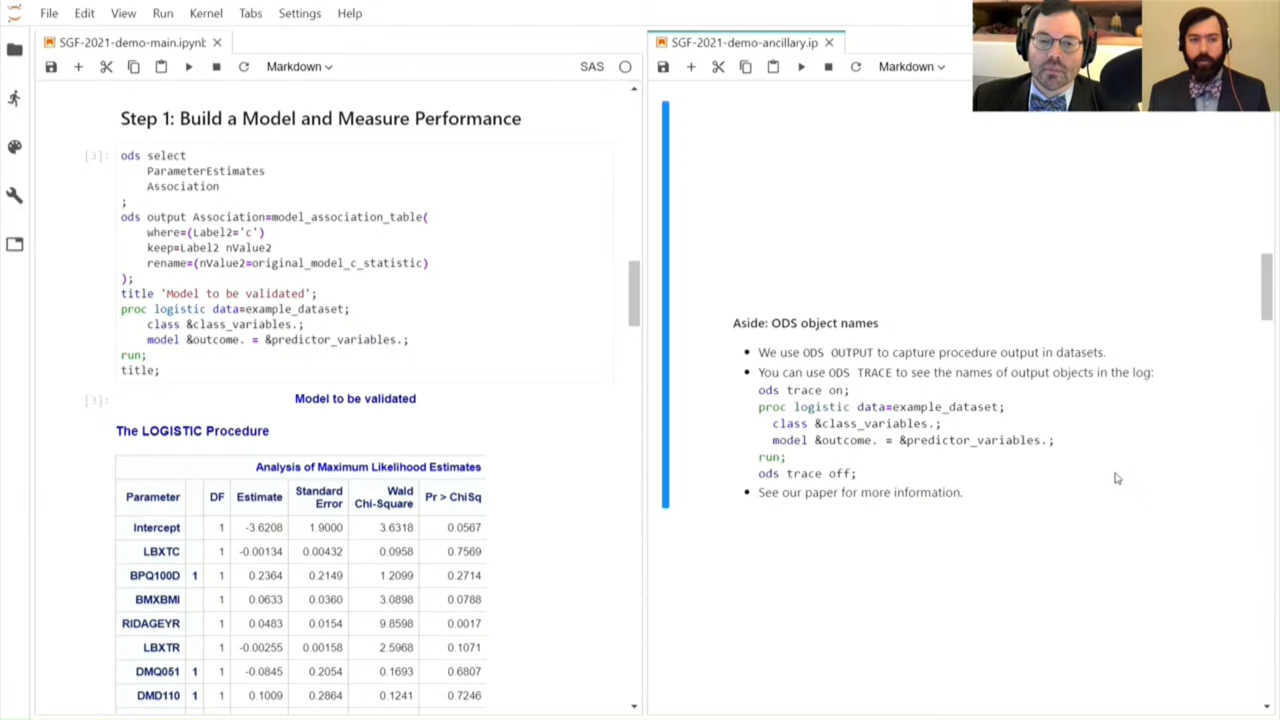 File Edit View Run Kernel Tabs Settings Help
SGF-2021-demo-main.ipynb
Markdown
SAS
Step 1: Build a Model and Measure Performance
[3]:
ods select
ParameterEstimates
Association
;
ods output Association=model_association_table(
where=(Label2='c')
keep=Label2 nValue2
rename=(nValue2=original_model_c_statistic)
);
title 'Model to be validated';
proc logistic data=example_dataset;
class &class_variables.;
model &outcome. = &predictor_variables.;
run;
title;
[3]:
Model to be validated
The LOGISTIC Procedure
Analysis of Maximum Likelihood Estimates
Parameter DF Estimate Standard Error Wald Chi-Square Pr > ChiSq
Intercept 1 -3.6208 1.9000 3.6318 0.0567
LBXTC 1 -0.00134 0.00432 0.0958 0.7569
BPQ100D 1 1 0.2364 0.2149 1.2099 0.2714
BMXBMI 1 0.0633 0.0360 3.0898 0.0788
RIDAGEYR 1 0.0483 0.0154 9.8598 0.0017
LBXTR 1 -0.00255 0.00158 2.5968 0.1071
DMQ051 1 1 -0.0845 0.2054 0.1693 0.6807
DMD110 1 1 0.1009 0.2864 0.1241 0.7246
SGF-2021-demo-ancillary.ip
Markdown
Aside: ODS object names
• We use ODS OUTPUT to capture procedure output in datasets.
• You can use ODS TRACE to see the names of output objects in the log:
ods trace on;
proc logistic data=example_dataset;
class &class_variables.;
model &outcome. = &predictor_variables.;
run;
ods trace off;
• See our paper for more information.